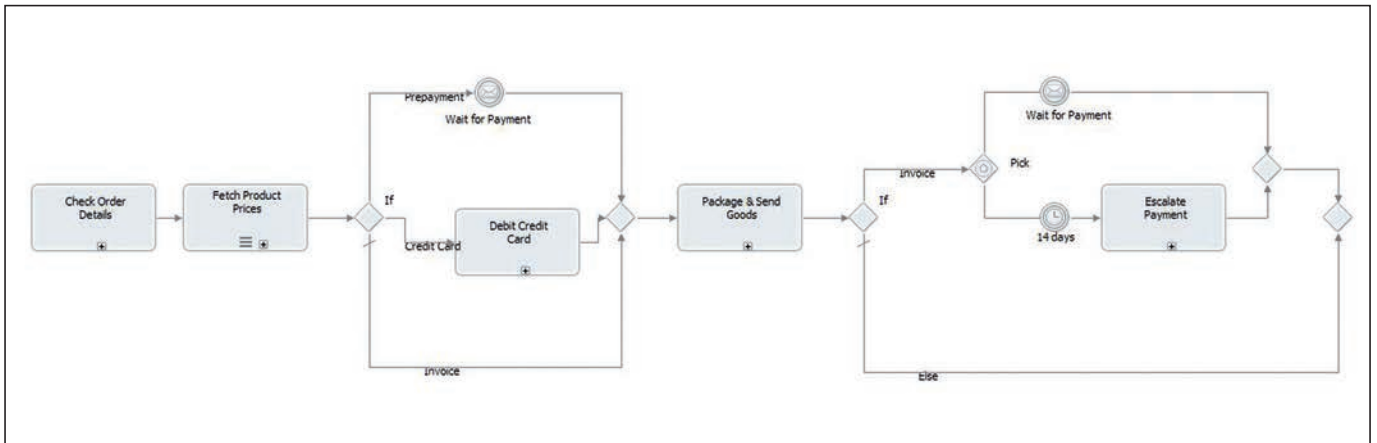 Prepayment
Wait for Payment
Check Order
Details
Fetch Product
Prices
If
Credit Card
Debit Credit
Card
Invoice
Package & Send
Goods
If
Invoice
Wait for Payment
Pick
14 days
Escalate
Payment
Else